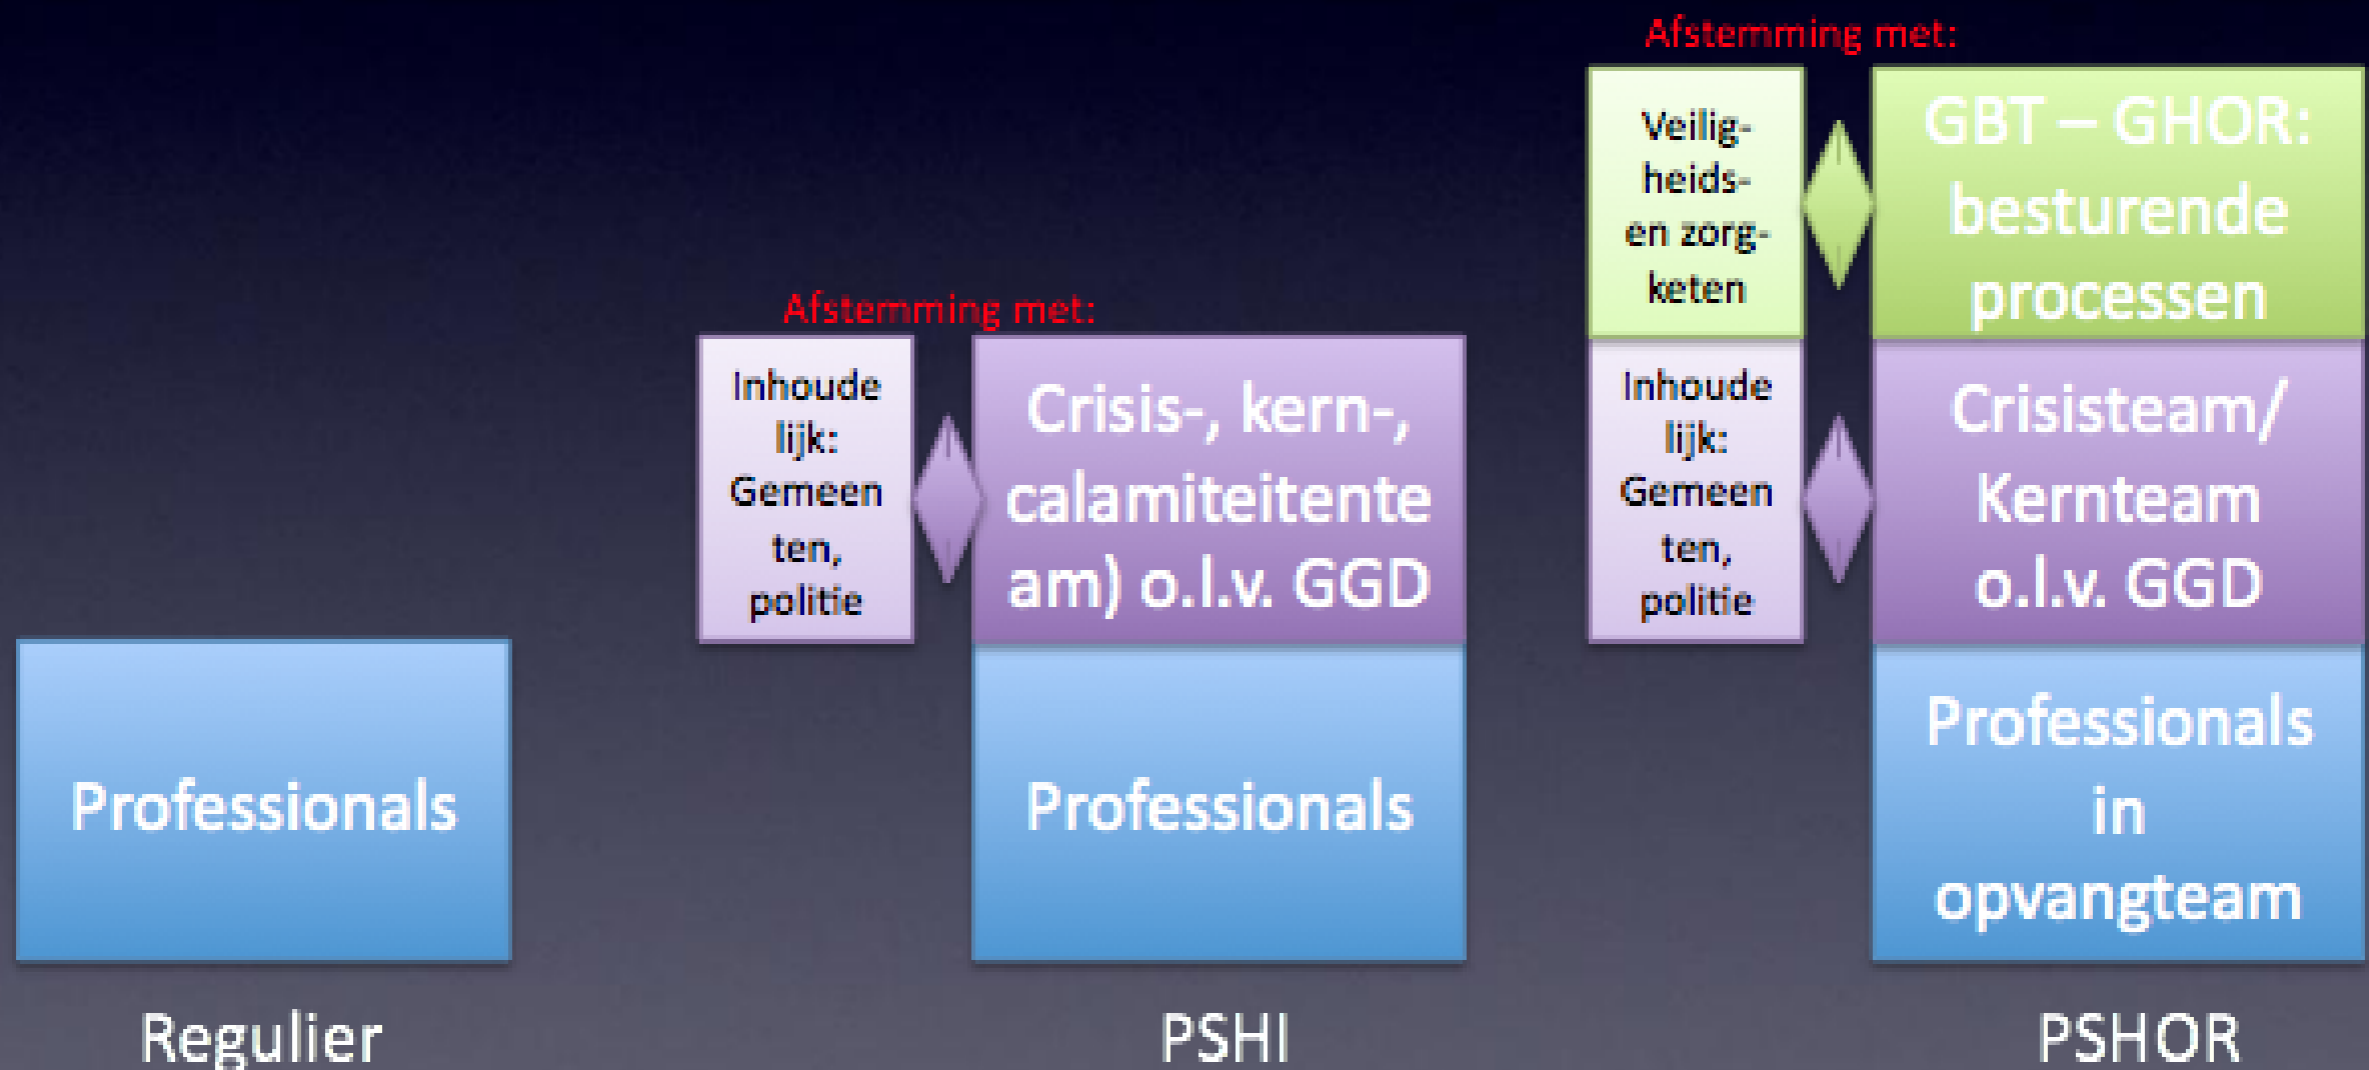 Professionals
Regulier
Afstemming met:
Inhoude
lijk:
Gemeen
ten,
politie
Crisis-, kern-,
calamiteitente
am) o.l.v. GGD
Professionals
PSHI
Afstemming met:
Veilig-
heids-
en zorg-
keten
GBT – GHOR:
besturende
processen
Inhoude
lijk:
Gemeen
ten,
politie
Crisisteam/
Kernteam
o.l.v. GGD
Professionals
in
opvangteam
PSHOR